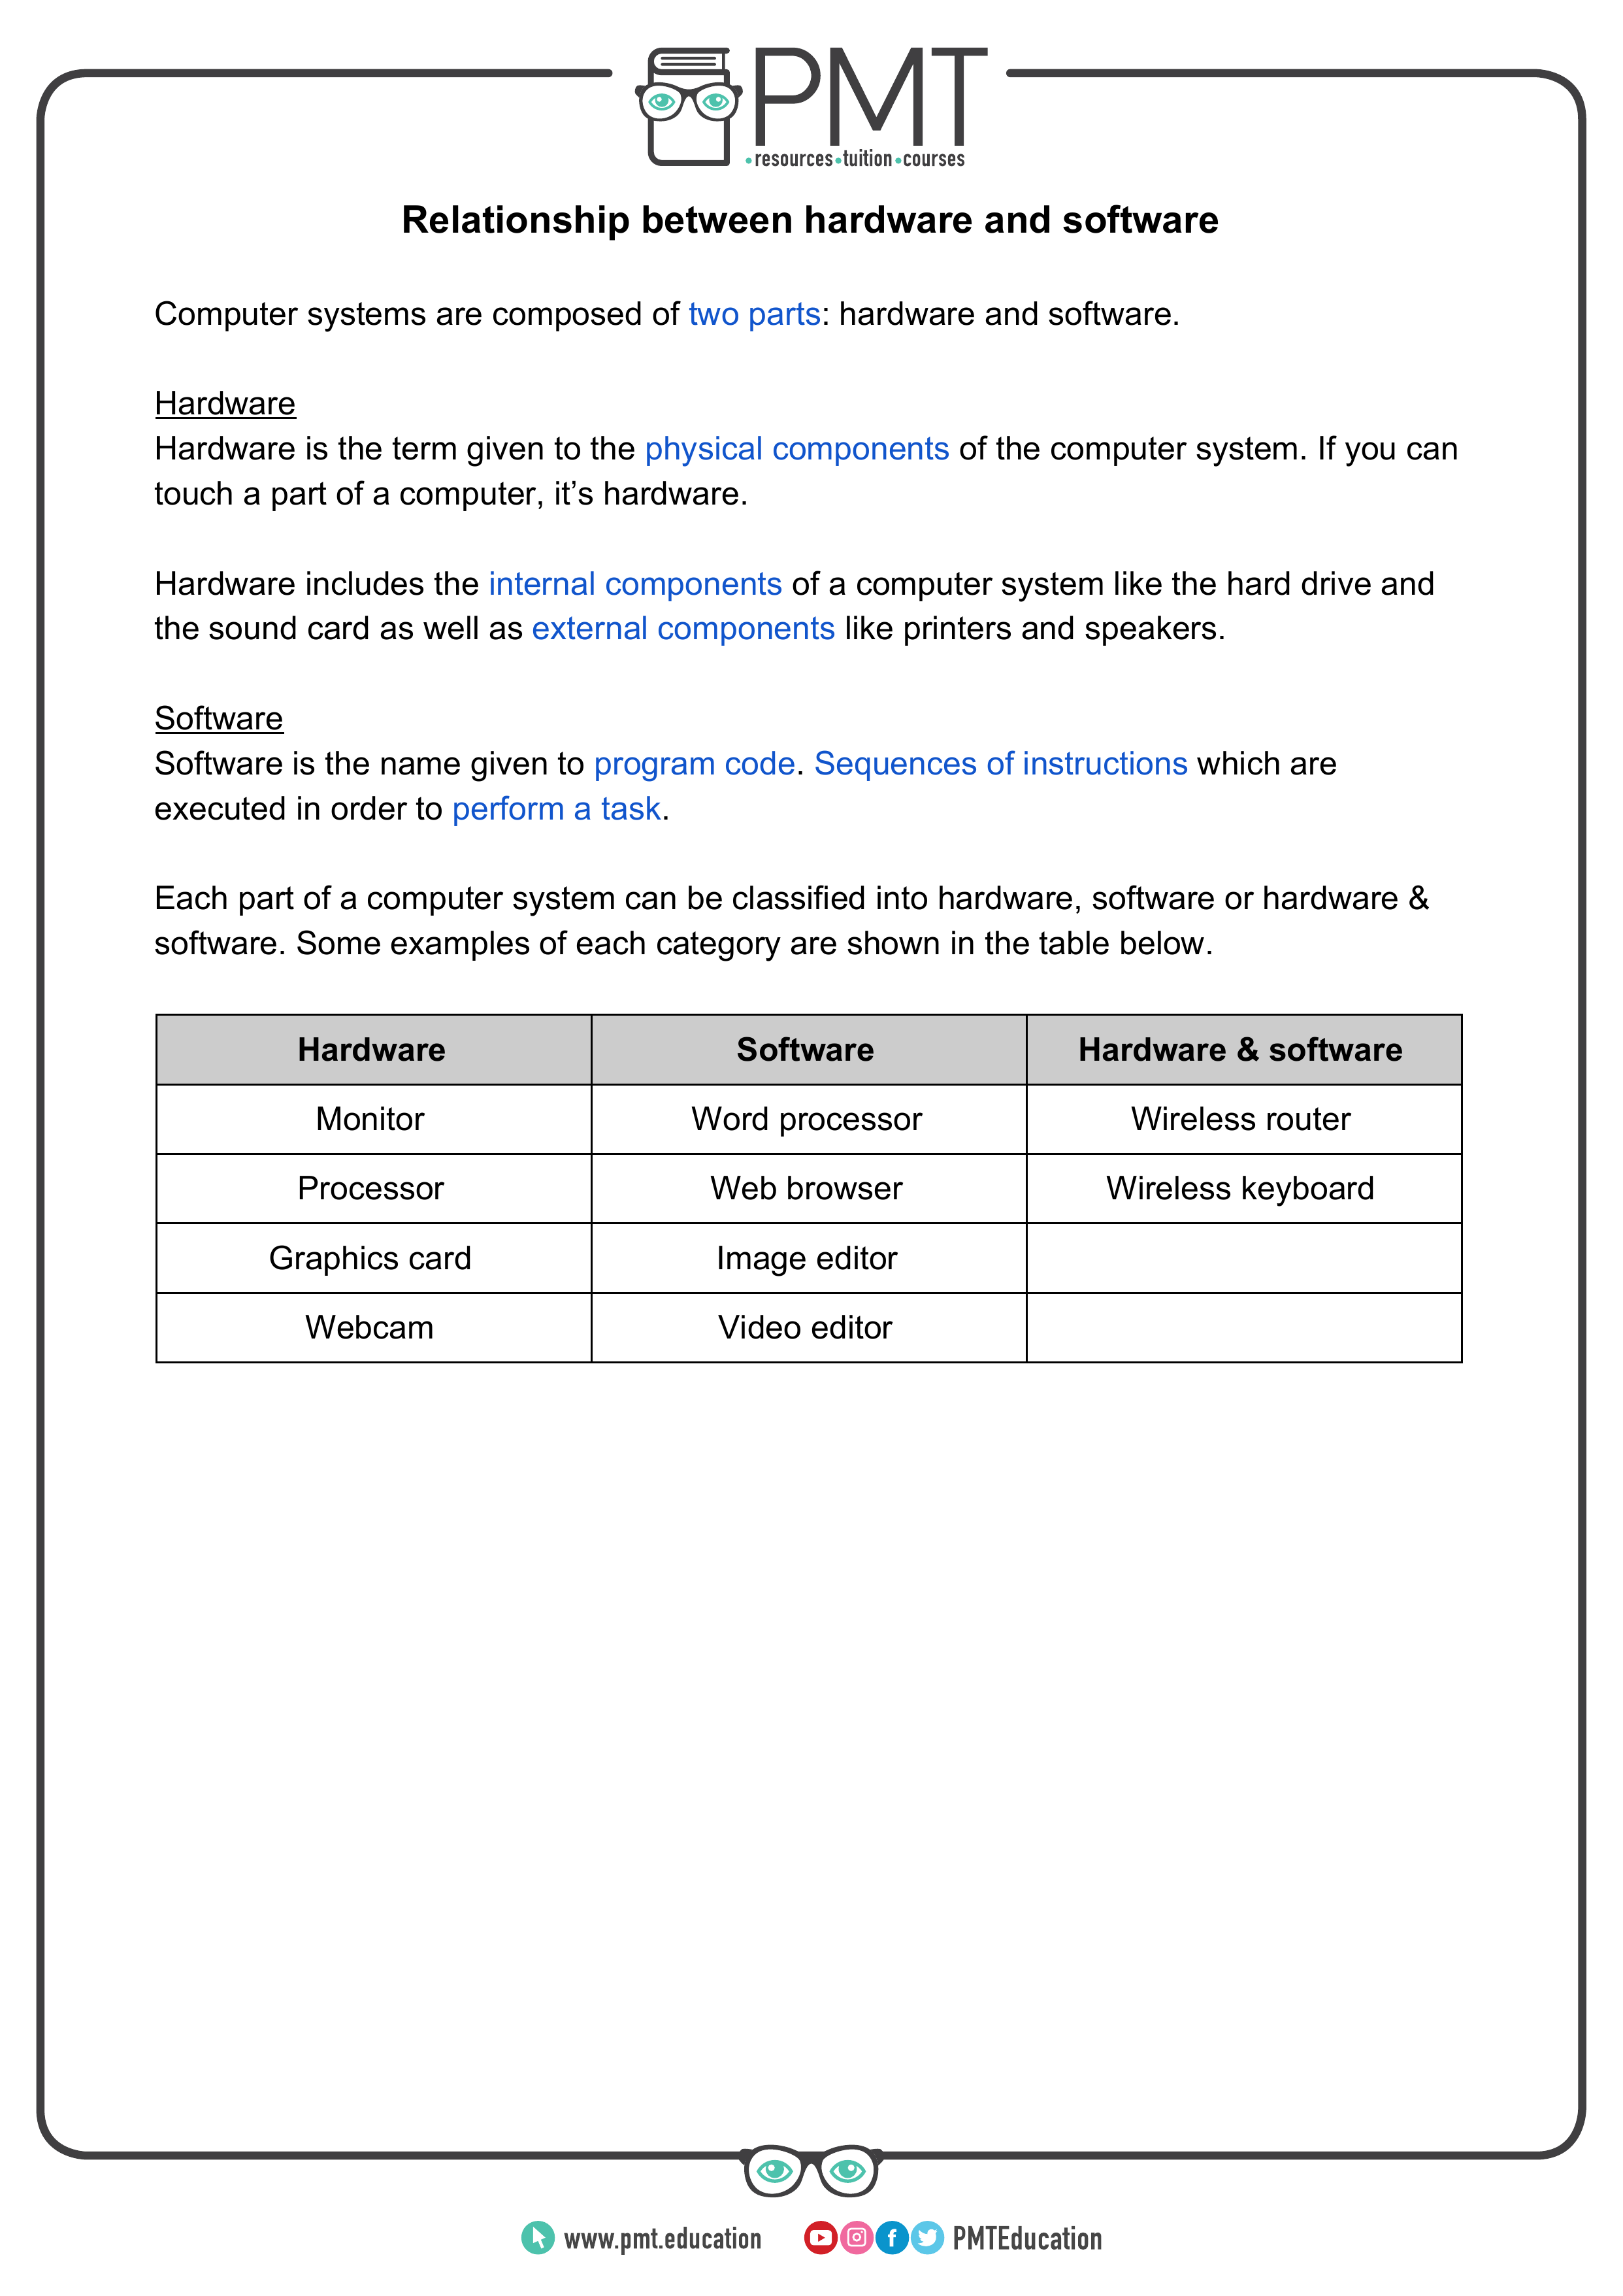 PMT
•resources•tuition•courses
Relationship between hardware and software
Computer systems are composed of two parts: hardware and software.
Hardware
Hardware is the term given to the physical components of the computer system. If you can
touch a part of a computer, it’s hardware.
Hardware includes the internal components of a computer system like the hard drive and
the sound card as well as external components like printers and speakers.
Software
Software is the name given to program code. Sequences of instructions which are
executed in order to perform a task.
Each part of a computer system can be classified into hardware, software or hardware &
software. Some examples of each category are shown in the table below.
Hardware Software Hardware & software
Monitor Word processor Wireless router
Processor Web browser Wireless keyboard
Graphics card Image editor
Webcam Video editor
www.pmt.education PMTEducation